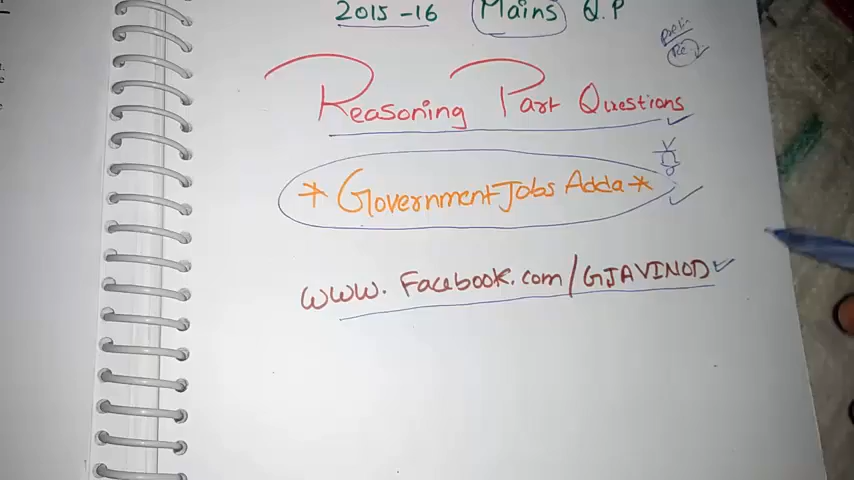 2015-16 Mains Q.P
Reasoning Part Questions
*Government Jobs Adda*
www.Facebook.com/GJAVINOD